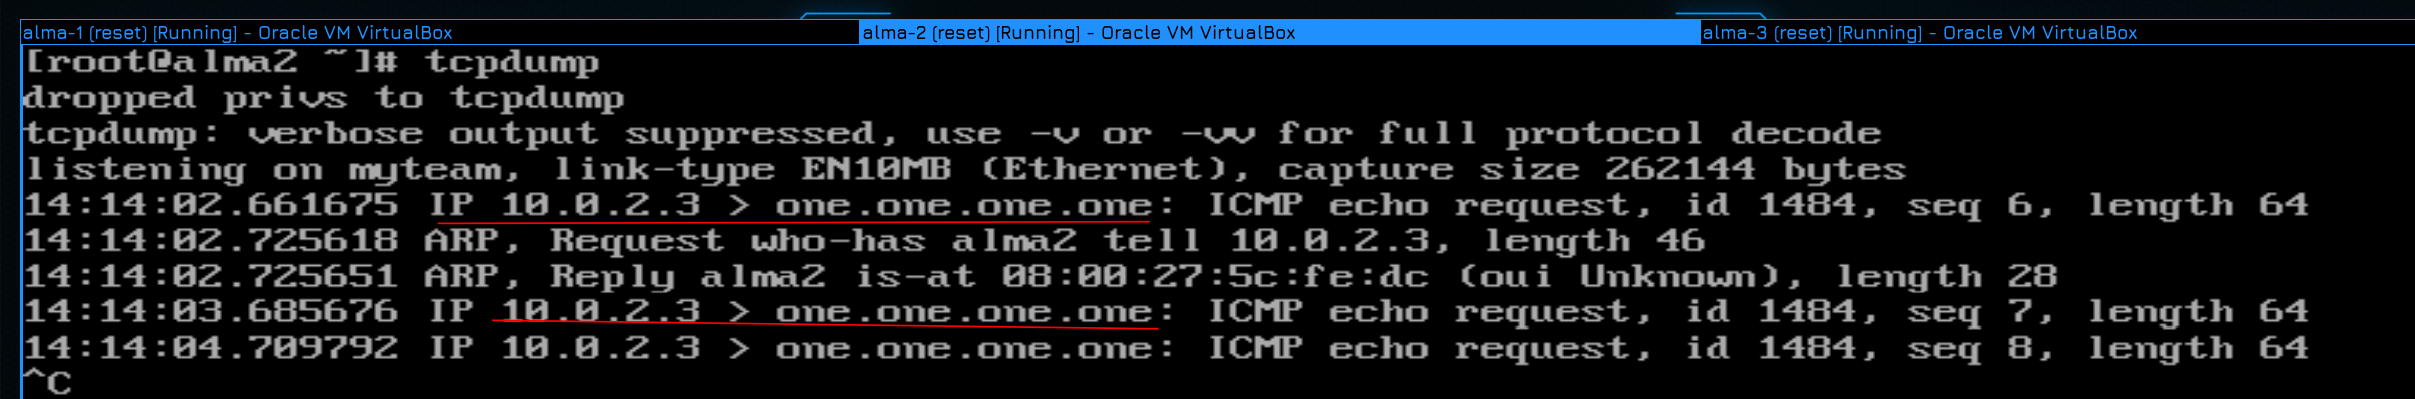 alma-1 (reset) [Running] - Oracle VM VirtualBox
alma-2 (reset) [Running] - Oracle VM VirtualBox
alma-3 (reset) [Running] - Oracle VM VirtualBox
[root@alma2 ~]# tcpdump
dropped privs to tcpdump
tcpdump: verbose output suppressed, use -v or -vv for full protocol decode
listening on myteam, link-type EN10MB (Ethernet), capture size 262144 bytes
14:14:02.661675 IP 10.0.2.3 > one.one.one.one: ICMP echo request, id 1484, seq 6, length 64
14:14:02.725618 ARP, Request who-has alma2 tell 10.0.2.3, length 46
14:14:02.725651 ARP, Reply alma2 is-at 08:00:27:5c:fe:dc (oui Unknown), length 28
14:14:03.685676 IP 10.0.2.3 > one.one.one.one: ICMP echo request, id 1484, seq 7, length 64
14:14:04.709792 IP 10.0.2.3 > one.one.one.one: ICMP echo request, id 1484, seq 8, length 64
^C